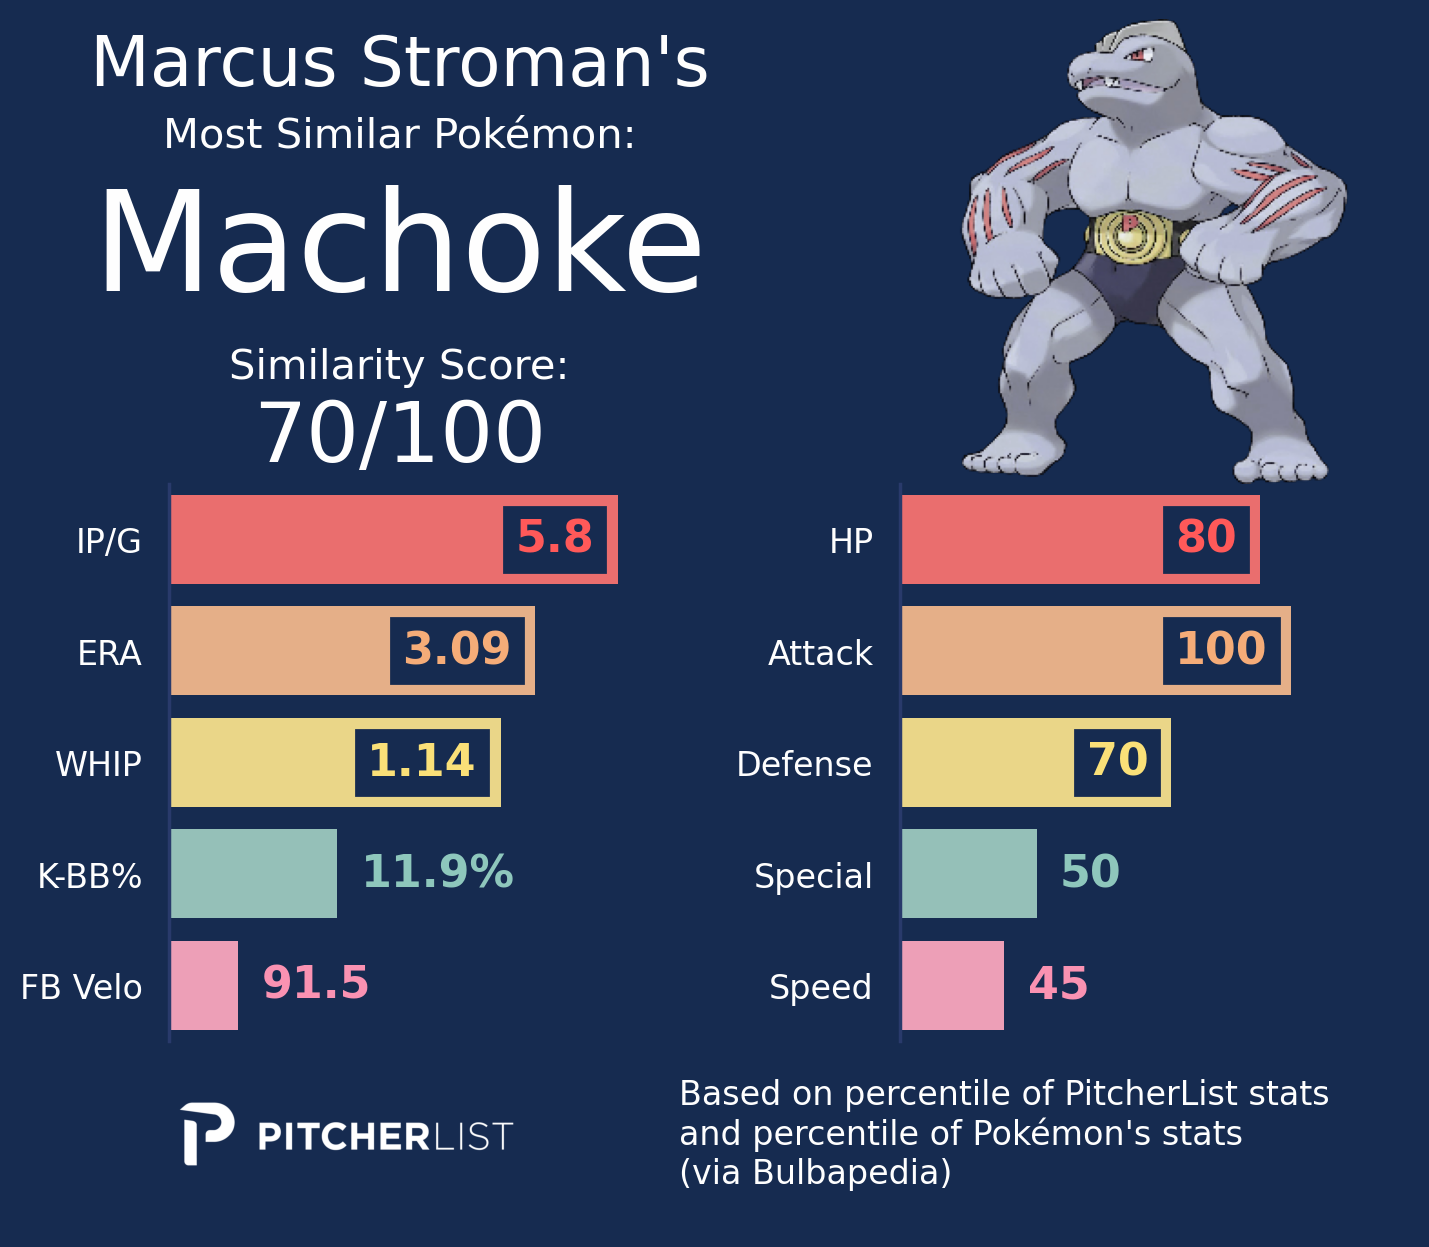 Marcus Stroman's
Most Similar Pokémon:
Machoke
Similarity Score:
70/100
IP/G 5.8
ERA 3.09
WHIP 1.14
K-BB% 11.9%
FB Velo 91.5
HP 80
Attack 100
Defense 70
Special 50
Speed 45
PITCHERLIST
Based on percentile of PitcherList stats
and percentile of Pokémon's stats
(via Bulbapedia)